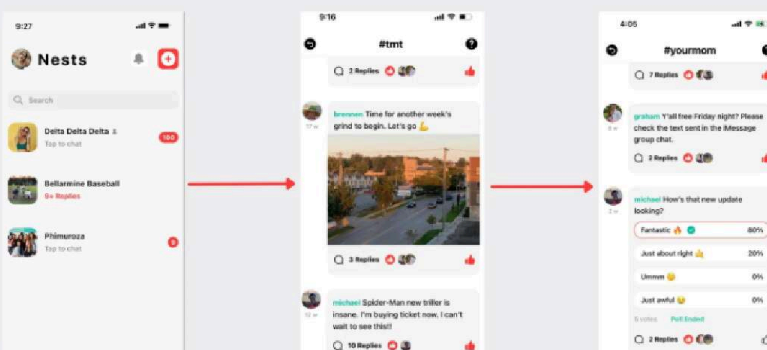 9:27
Nests
Search
Delta Delta Delta
Tap to chat
100
Bellarmine Baseball
9+ Replies
Phimuroza
Tap to chat
9
9:16
#tmt
2 Replies
brennen Time for another week's
grind to begin. Let's go 💪
17 w
3 Replies
michael Spider-Man new triller is
insane. I'm buying ticket now. I can't
wait to see this!!
10 Replies
4:05
#yourmom
7 Replies
graham Y'all free Friday night? Please
check the text sent in the iMessage
group chat.
3 Replies
michael How's that new update
looking?
Fantastic 🔥 80%
Just about right 20%
Ummm 0%
Just awful 0%
5 votes Poll Ended
2 Replies